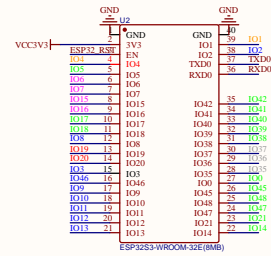 GND GND
U2
1 GND GND 40
VCC3V3 2 3V3 IO1 39 IO1
ESP32_RST 3 EN IO2 38 IO2
IO4 4 IO4 TXD0 37 TXD0
IO5 5 IO5 RXD0 36 RXD0
IO6 6 IO6
IO7 7 IO7
IO15 8 IO15 IO42 35 IO42
IO16 9 IO16 IO41 34 IO41
IO17 10 IO17 IO40 33 IO40
IO18 11 IO18 IO39 32 IO39
IO8 12 IO8 IO38 31 IO38
IO19 13 IO19 IO37 30 IO37
IO20 14 IO20 IO36 29 IO36
IO3 15 IO3 IO35 28 IO35
IO46 16 IO46 IO0 27 IO0
IO9 17 IO9 IO45 26 IO45
IO10 18 IO10 IO48 25 IO48
IO11 19 IO11 IO47 24 IO47
IO12 20 IO12 IO21 23 IO21
IO13 21 IO13 IO14 22 IO14
ESP32S3-WROOM-32E(8MB)